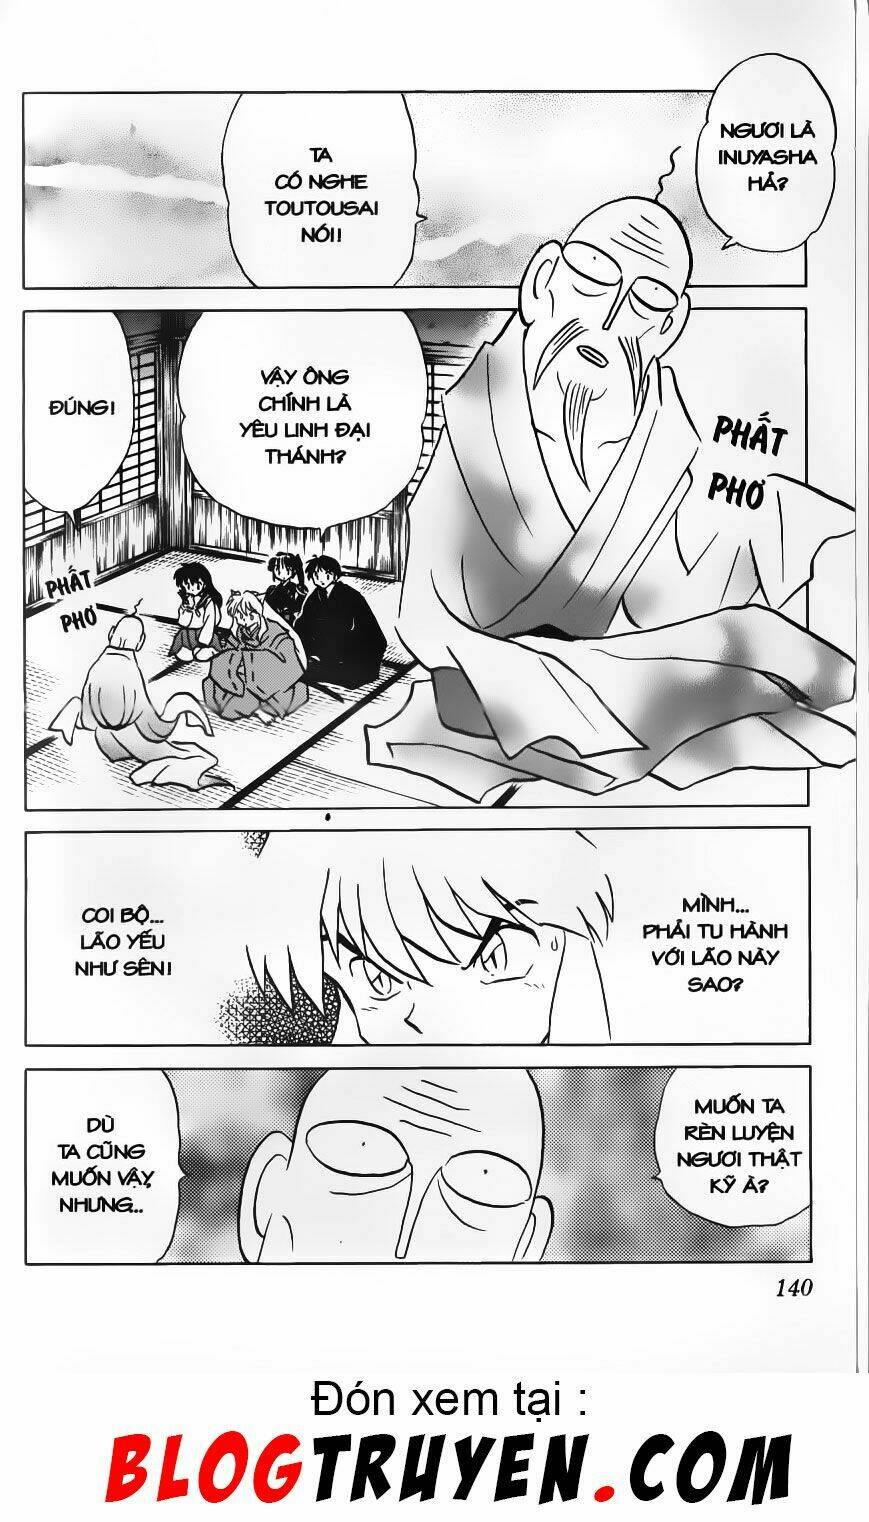 NGƯƠI LÀ
INUYASHA
HẢ?
TA
CÓ NGHE
TOUTOUSAI
NÓI!
VẬY ÔNG
CHÍNH LÀ
YÊU LINH ĐẠI
THÁNH?
ĐÚNG!
PHẤT
PHƠ
PHẤT
PHƠ
MÌNH...
PHẢI TU HÀNH
VỚI LÃO NÀY
SAO?
COI BỘ...
LÃO YẾU
NHƯ SÊN!
MUỐN TA
RÈN LUYỆN
NGƯƠI THẬT
KỸ À?
DÙ
TA CŨNG
MUỐN VẬY,
NHƯNG...
140
Đón xem tại :
BLOGTRUYEN.COM